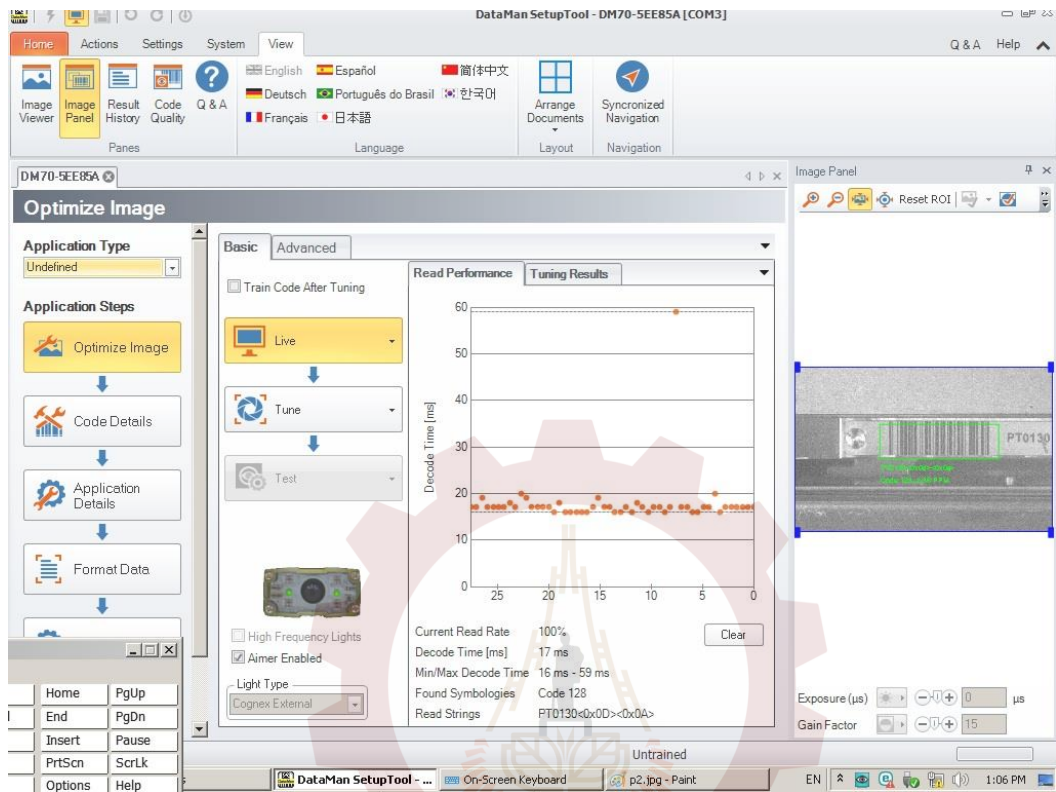 DataMan SetupTool - DM70-5EE85A [COM3]
Home Actions Settings System View Q & A Help
Image Viewer
Image Panel
Result History
Code Quality
Q & A
English Español 简体中文
Deutsch Português do Brasil 한국어
Français 日本語
Arrange Documents
Syncronized Navigation
Panes Language Layout Navigation
DM70-5EE85A
Optimize Image
Application Type
Undefined
Application Steps
Optimize Image
Code Details
Application Details
Format Data
Basic Advanced
Train Code After Tuning
Live
Tune
Test
High Frequency Lights
Aimer Enabled
Light Type
Cognex External
Read Performance Tuning Results
Decode Time [ms]
60
50
40
30
20
10
0
25 20 15 10 5 0
Current Read Rate 100%
Clear
Decode Time [ms] 17 ms
Min/Max Decode Time 16 ms - 59 ms
Found Symbologies Code 128
Read Strings PT0130<0x0D><0x0A>
Image Panel
Reset ROI
PT0130
Exposure (µs) 0 µs
Gain Factor 15
Untrained
Home PgUp
End PgDn
Insert Pause
PrtScn ScrLk
Options Help
DataMan SetupTool - ... On-Screen Keyboard p2.jpg - Paint EN 1:06 PM